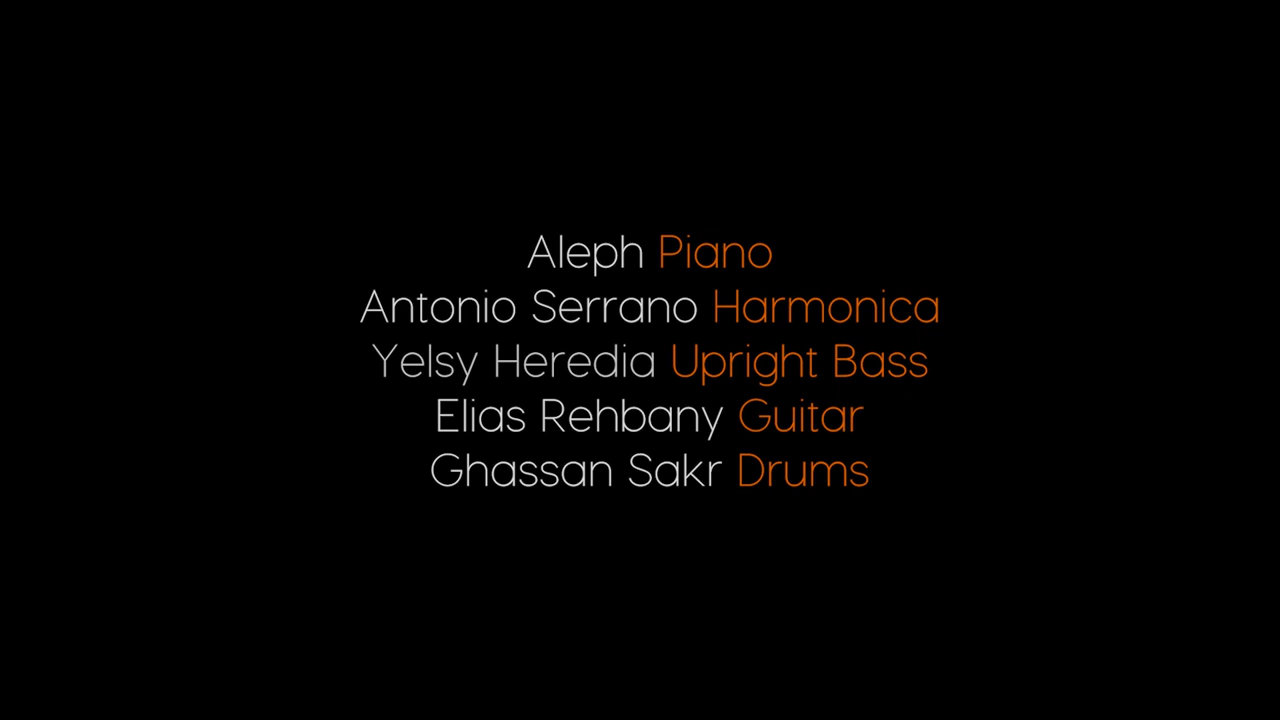 Aleph Piano
Antonio Serrano Harmonica
Yelsy Heredia Upright Bass
Elias Rehbany Guitar
Ghassan Sakr Drums